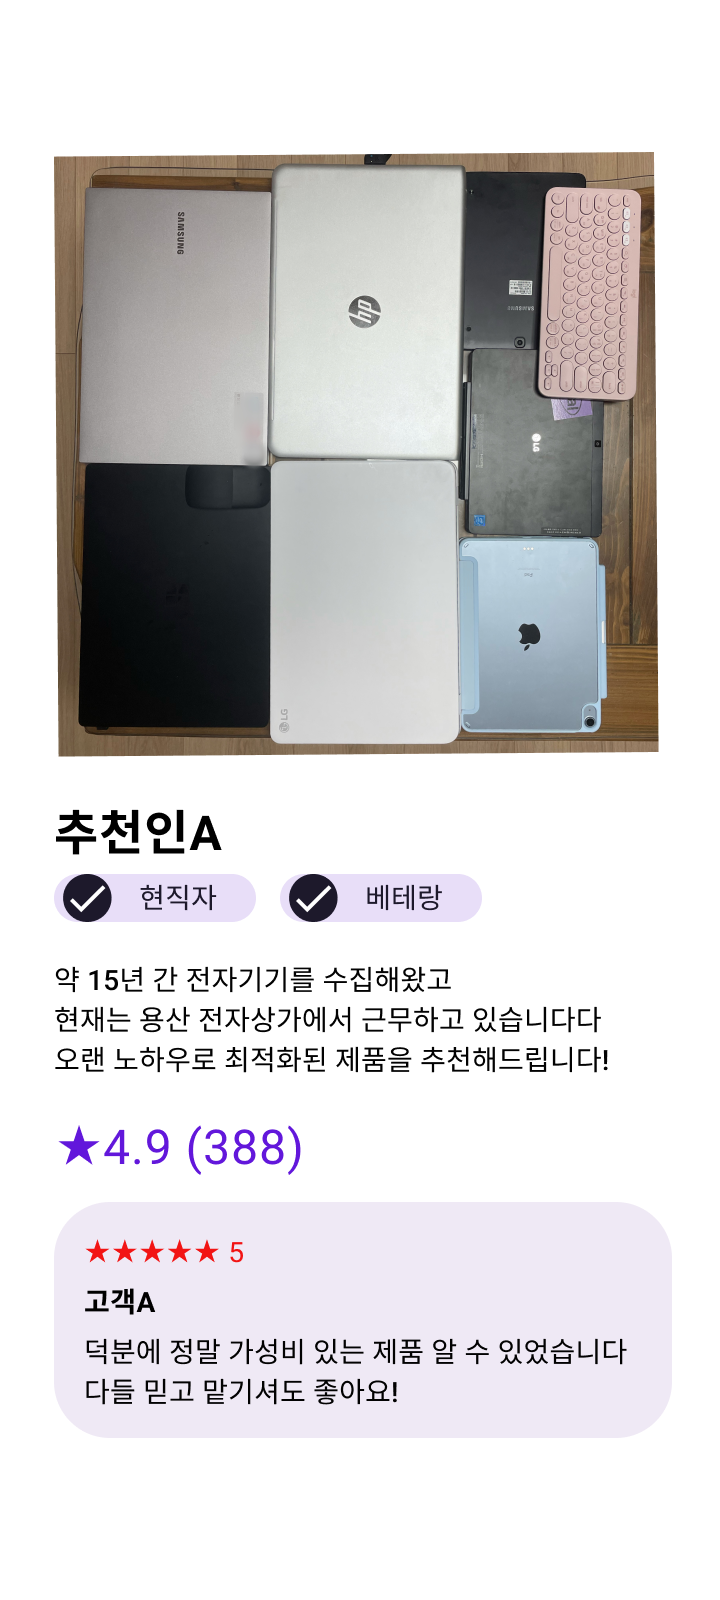 SAMSUNG
hp
SAMSUNG
LG
LG
추천인A
현직자
베테랑
약 15년 간 전자기기를 수집해왔고
현재는 용산 전자상가에서 근무하고 있습니다다
오랜 노하우로 최적화된 제품을 추천해드립니다!
★4.9 (388)
★★★★★ 5
고객A
덕분에 정말 가성비 있는 제품 알 수 있었습니다
다들 믿고 맡기셔도 좋아요!